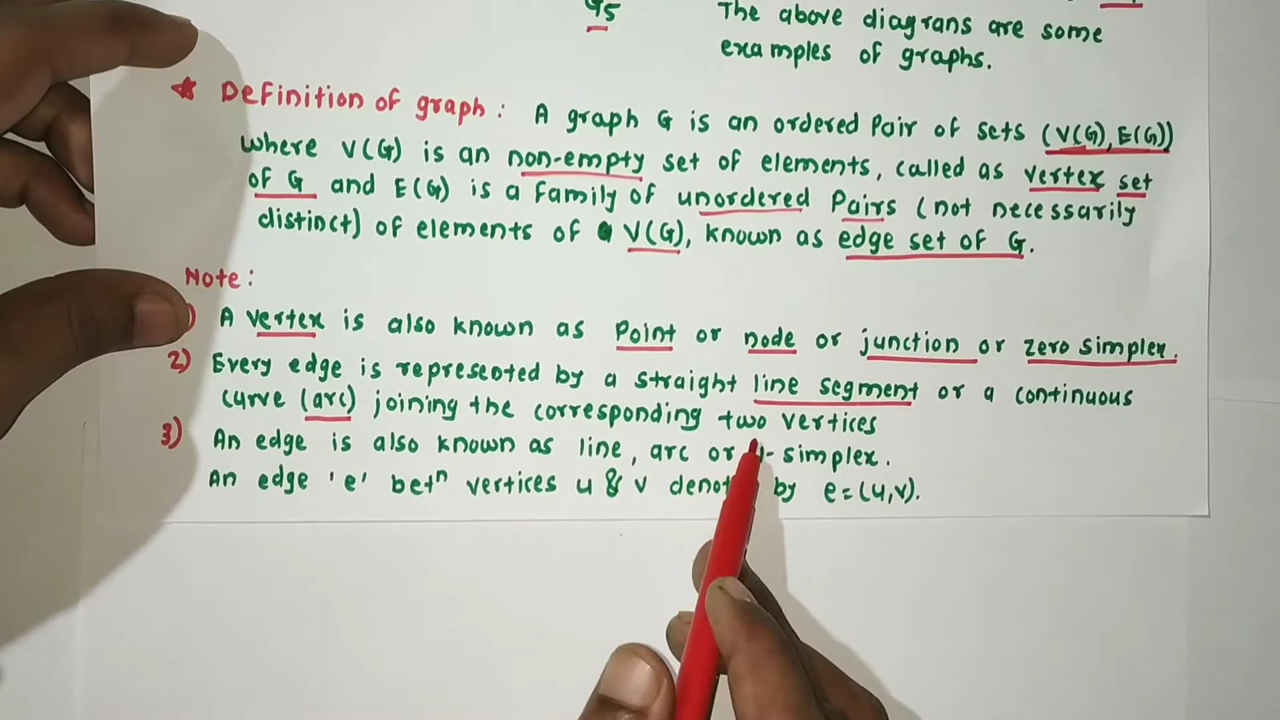 G5 The above diagrans are some
examples of graphs.
* Definition of graph : A graph G is an ordered Pair of sets (V(G), E(G))
where V(G) is an non-empty set of elements, called as vertex set
of G and E(G) is a family of unordered Pairs (not necessarily
distinct) of elements of V(G), known as edge set of G.
Note :
1) A vertex is also known as Point or node or junction or zero simplex.
2) Every edge is represented by a straight line segment or a continuous
curve (arc) joining the corresponding two vertices
3) An edge is also known as line, arc or 1-simplex.
An edge 'e' betn vertices u & v by e=(u,v).